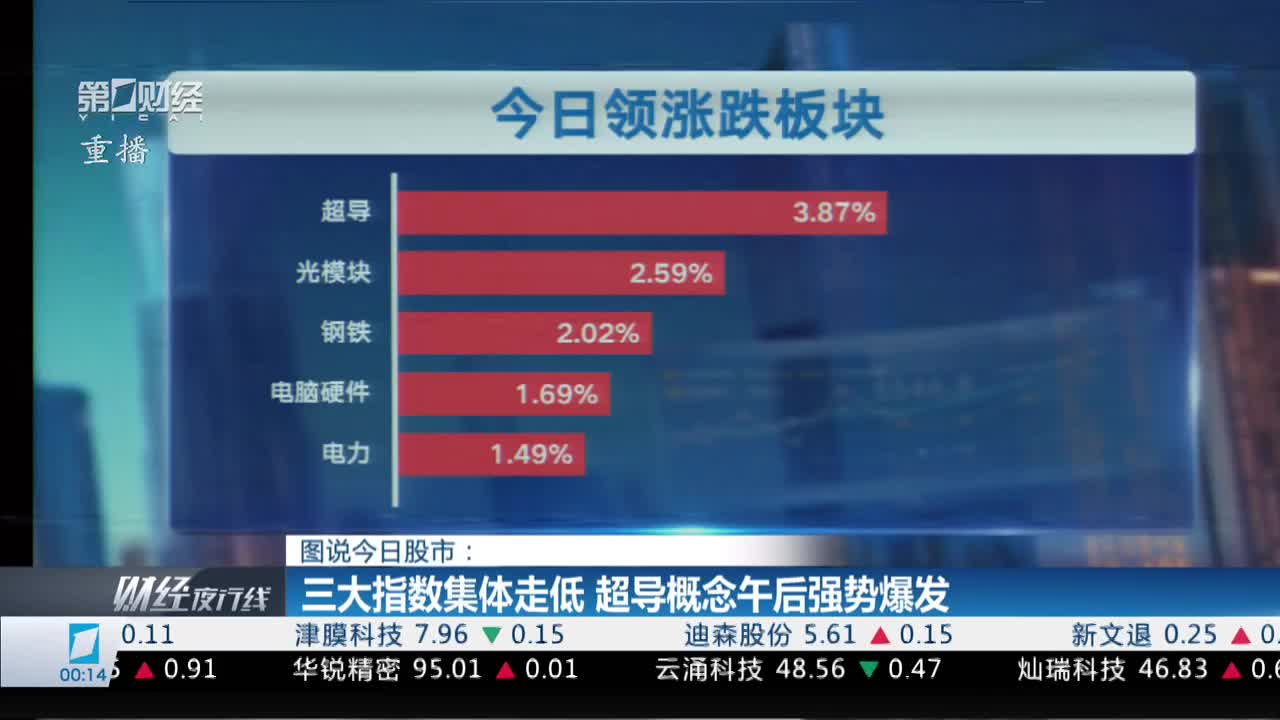 第一财经
YICAI
重播
今日领涨跌板块
超导 3.87%
光模块 2.59%
钢铁 2.02%
电脑硬件 1.69%
电力 1.49%
图说今日股市：
财经夜行线
三大指数集体走低 超导概念午后强势爆发
0.11 津膜科技 7.96 ▼ 0.15 迪森股份 5.61 ▲ 0.15 新文退 0.25 ▲ 0.
00:14 5 ▲ 0.91 华锐精密 95.01 ▲ 0.01 云涌科技 48.56 ▼ 0.47 灿瑞科技 46.83 ▲ 0.6